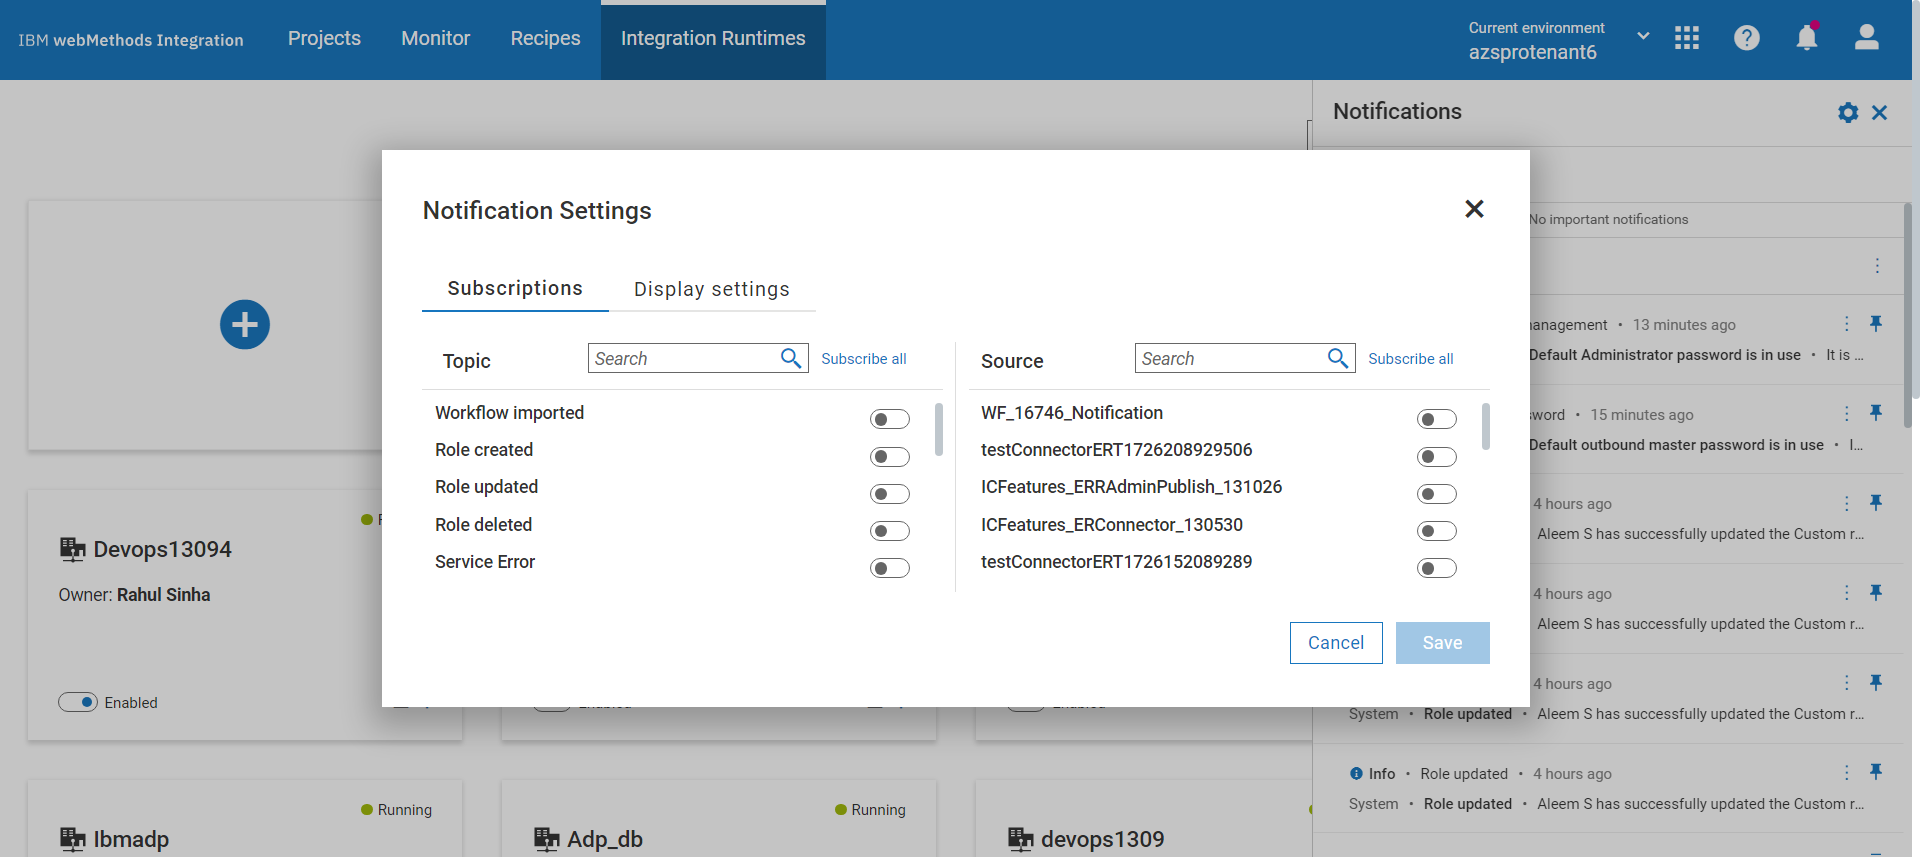 IBM webMethods Integration
Projects
Monitor
Recipes
Integration Runtimes
Current environment
azsprotenant6
Notifications
Notification Settings
Subscriptions
Display settings
Topic
Search
Subscribe all
Workflow imported
Role created
Role updated
Role deleted
Service Error
Source
Search
Subscribe all
WF_16746_Notification
testConnectorERT1726208929506
ICFeatures_ERRAdminPublish_131026
ICFeatures_ERConnector_130530
testConnectorERT1726152089289
Cancel
Save
No important notifications
anagement • 13 minutes ago
Default Administrator password is in use • It is ...
sword • 15 minutes ago
Default outbound master password is in use • I...
4 hours ago
Aleem S has successfully updated the Custom r...
4 hours ago
Aleem S has successfully updated the Custom r...
4 hours ago
System • Role updated • Aleem S has successfully updated the Custom r...
Info • Role updated • 4 hours ago
System • Role updated • Aleem S has successfully updated the Custom r...
Devops13094
Owner: Rahul Sinha
Enabled
Running
Ibmadp
Running
Adp_db
devops1309